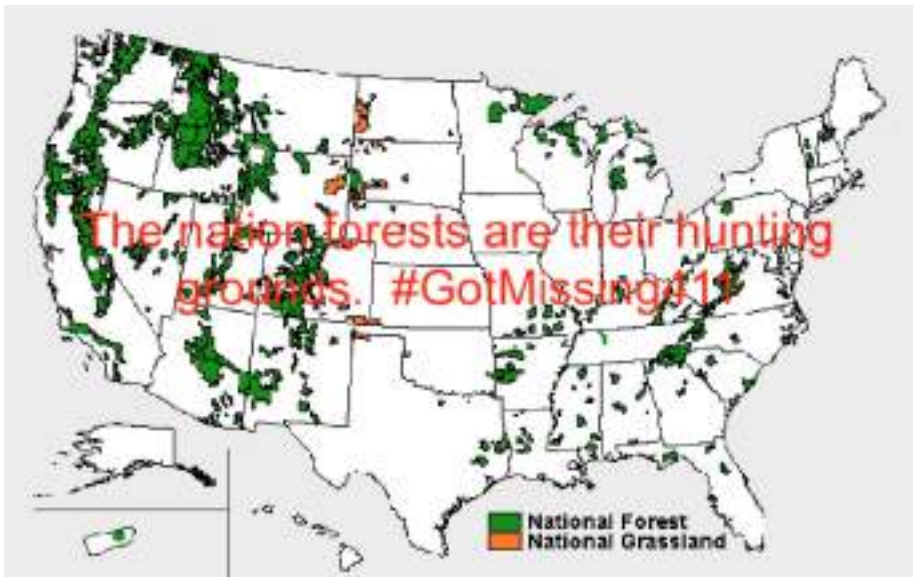 The nation forests are their hunting
grounds. #GotMissing411
National Forest
National Grassland